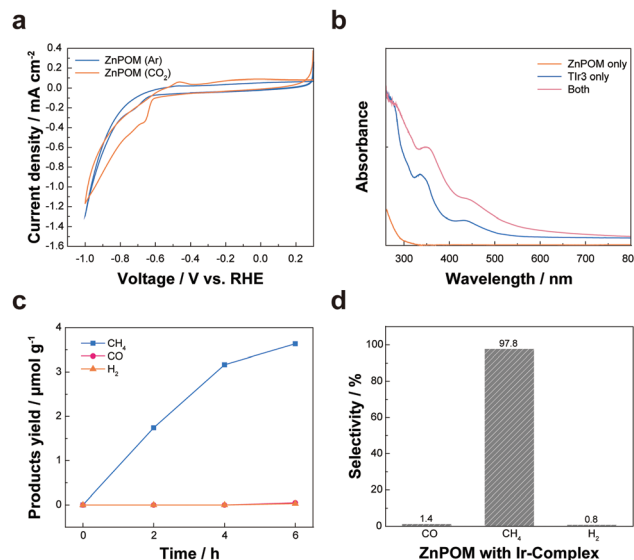 a
ZnPOM (Ar)
ZnPOM (CO₂)
0.4
0.2
0.0
-0.2
-0.4
-0.6
-0.8
-1.0
-1.2
-1.4
-1.6
Current density / mA cm⁻²
-1.0 -0.8 -0.6 -0.4 -0.2 0.0 0.2
Voltage / V vs. RHE
b
ZnPOM only
TIr3 only
Both
Absorbance
300 400 500 600 700 80
Wavelength / nm
c
CH₄
CO
H₂
4
3
2
1
0
Products yield / μmol g⁻¹
0 2 4 6
Time / h
d
100
80
60
40
20
0
Selectivity / %
1.4
97.8
0.8
CO CH₄ H₂
ZnPOM with Ir-Complex